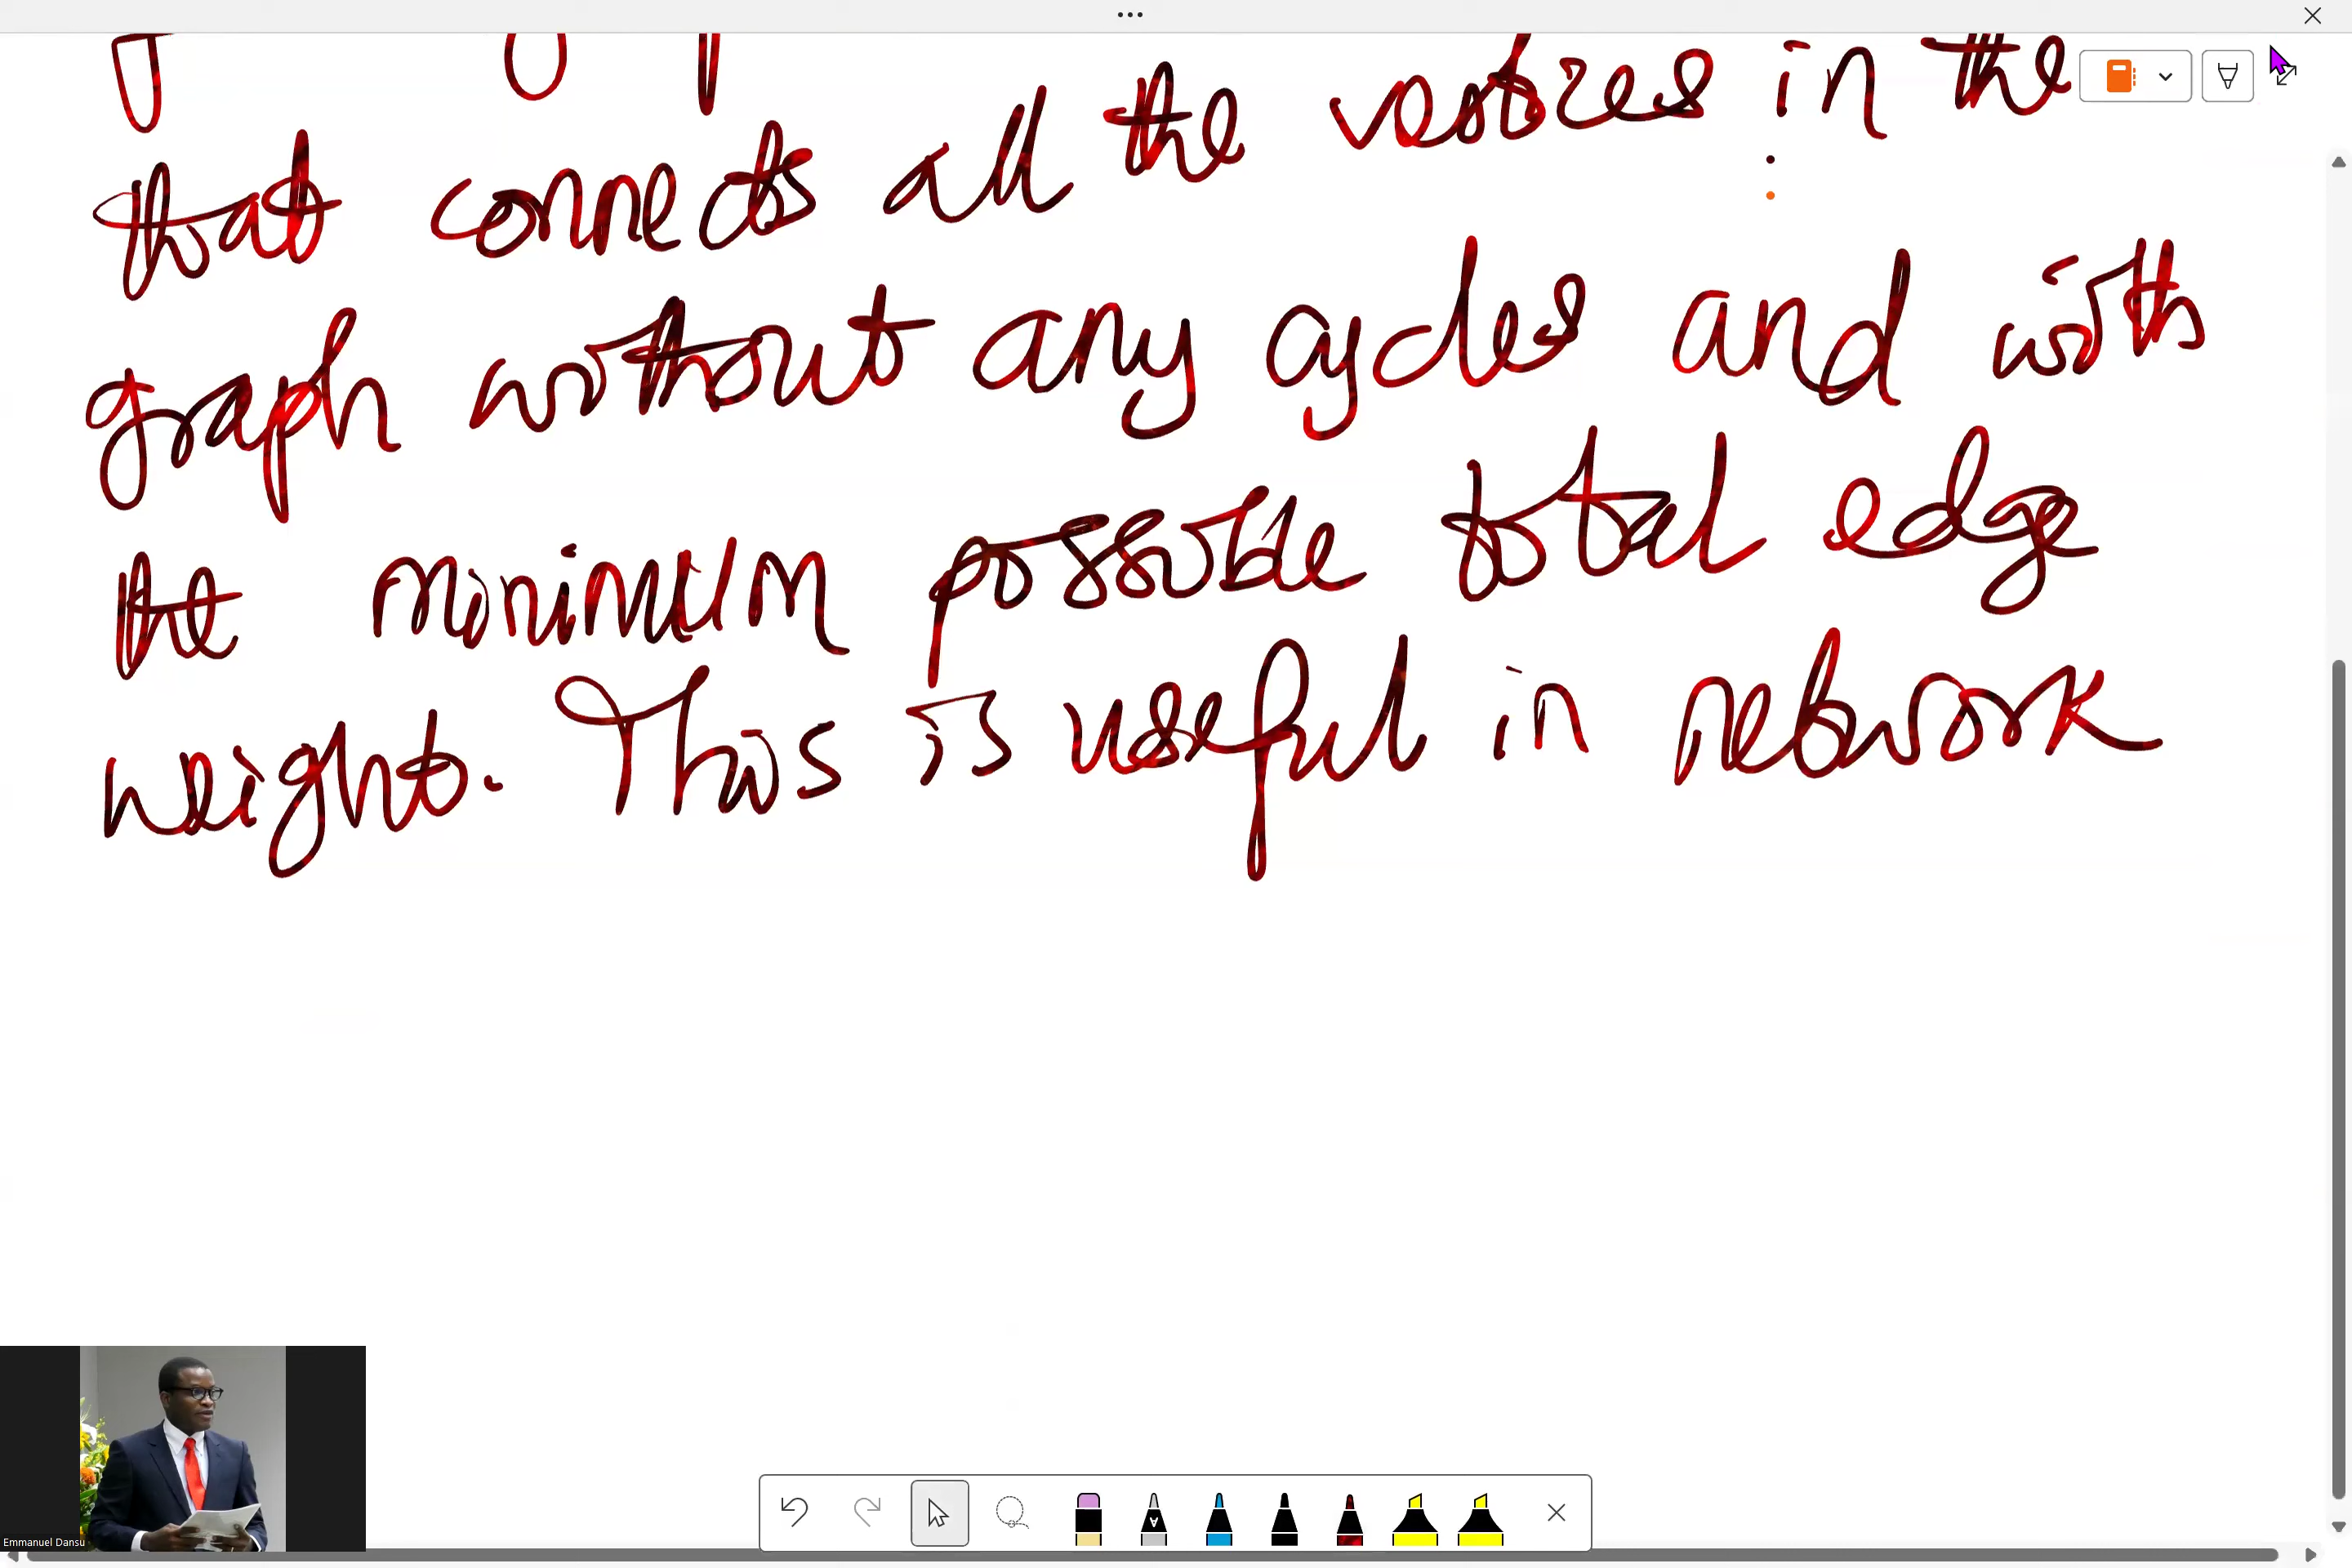 that connects all the vertices in the
graph without any cycles and with
the minimum possible total edge
weight. This is useful in network
Emmanuel Dansu